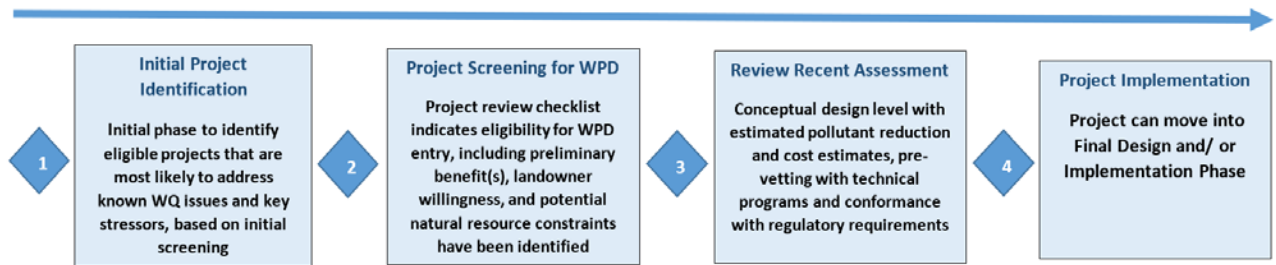 1
Initial Project
Identification
Initial phase to identify
eligible projects that are
most likely to address
known WQ issues and key
stressors, based on initial
screening
2
Project Screening for WPD
Project review checklist
indicates eligibility for WPD
entry, including preliminary
benefit(s), landowner
willingness, and potential
natural resource constraints
have been identified
3
Review Recent Assessment
Conceptual design level with
estimated pollutant reduction
and cost estimates, pre-
vetting with technical
programs and conformance
with regulatory requirements
4
Project Implementation
Project can move into
Final Design and/ or
Implementation Phase